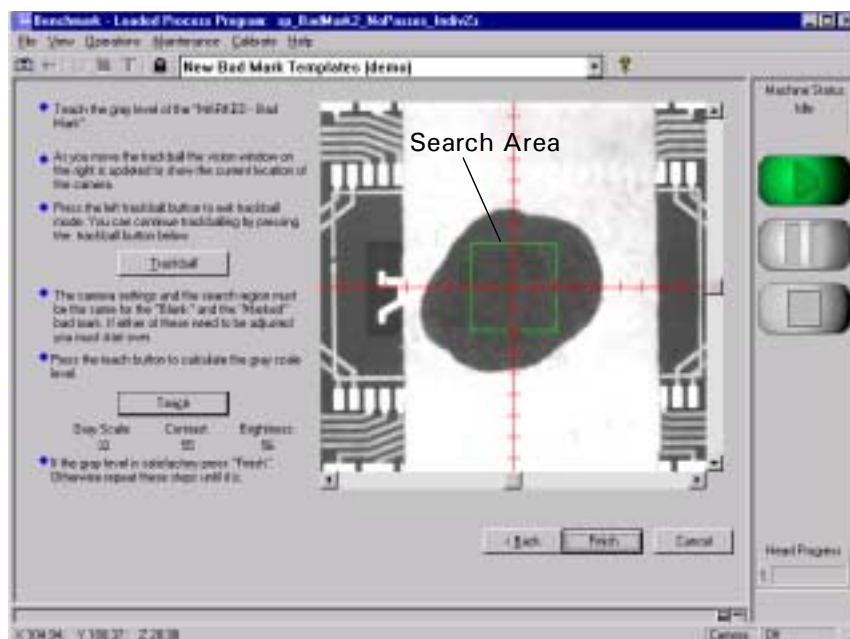 Benchmark - Loaded Process Program: xp_BadMark2_NoPasses_IndivZs
File View Operations Maintenance Calibrate Help
New Bad Mark Templates (demo)
Machine Status
Idle
Teach the gray level of the "MARKED - Bad
Mark"
As you move the trackball the vision window on
the right is updated to show the current location of
the camera.
Press the left trackball button to exit trackball
mode. You can continue trackballing by pressing
the trackball button below.
Trackball
The camera settings and the search region must
be the same for the "Blank" and the "Marked"
bad mark. If either of these need to be adjusted
you must start over.
Press the teach button to calculate the gray scale
level.
Teach
Gray Scale Contrast Brightness
If the gray level is satisfactory press "Finish".
Otherwise repeat these steps until it is.
Search Area
< Back Finish Cancel
Head Progress
1
Camera Off